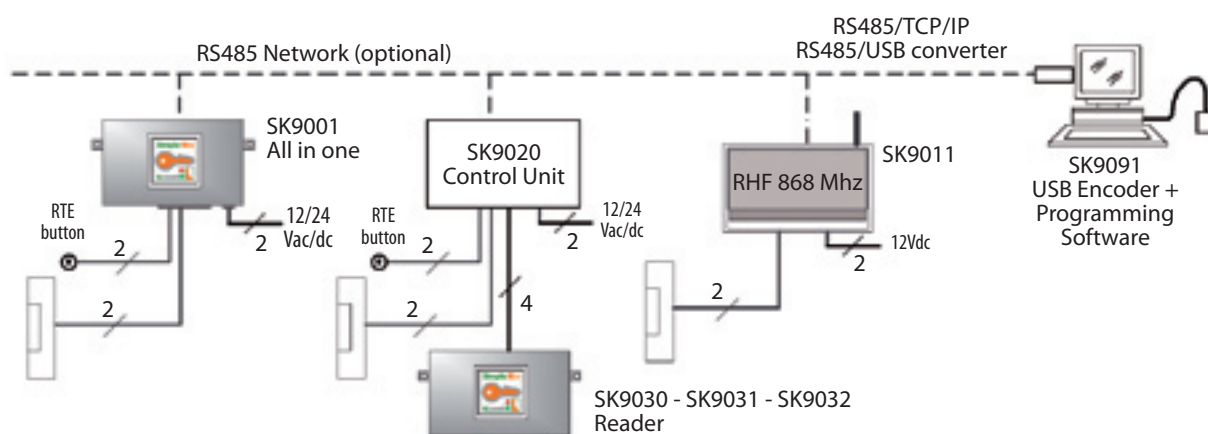 RS485 Network (optional)
RS485/TCP/IP
RS485/USB converter
SK9001
All in one
RTE
button
2
2
12/24
Vac/dc
2
SK9020
Control Unit
RTE
button
2
2
12/24
Vac/dc
2
4
SK9030 - SK9031 - SK9032
Reader
SK9011
RHF 868 Mhz
12Vdc
2
2
SK9091
USB Encoder +
Programming
Software